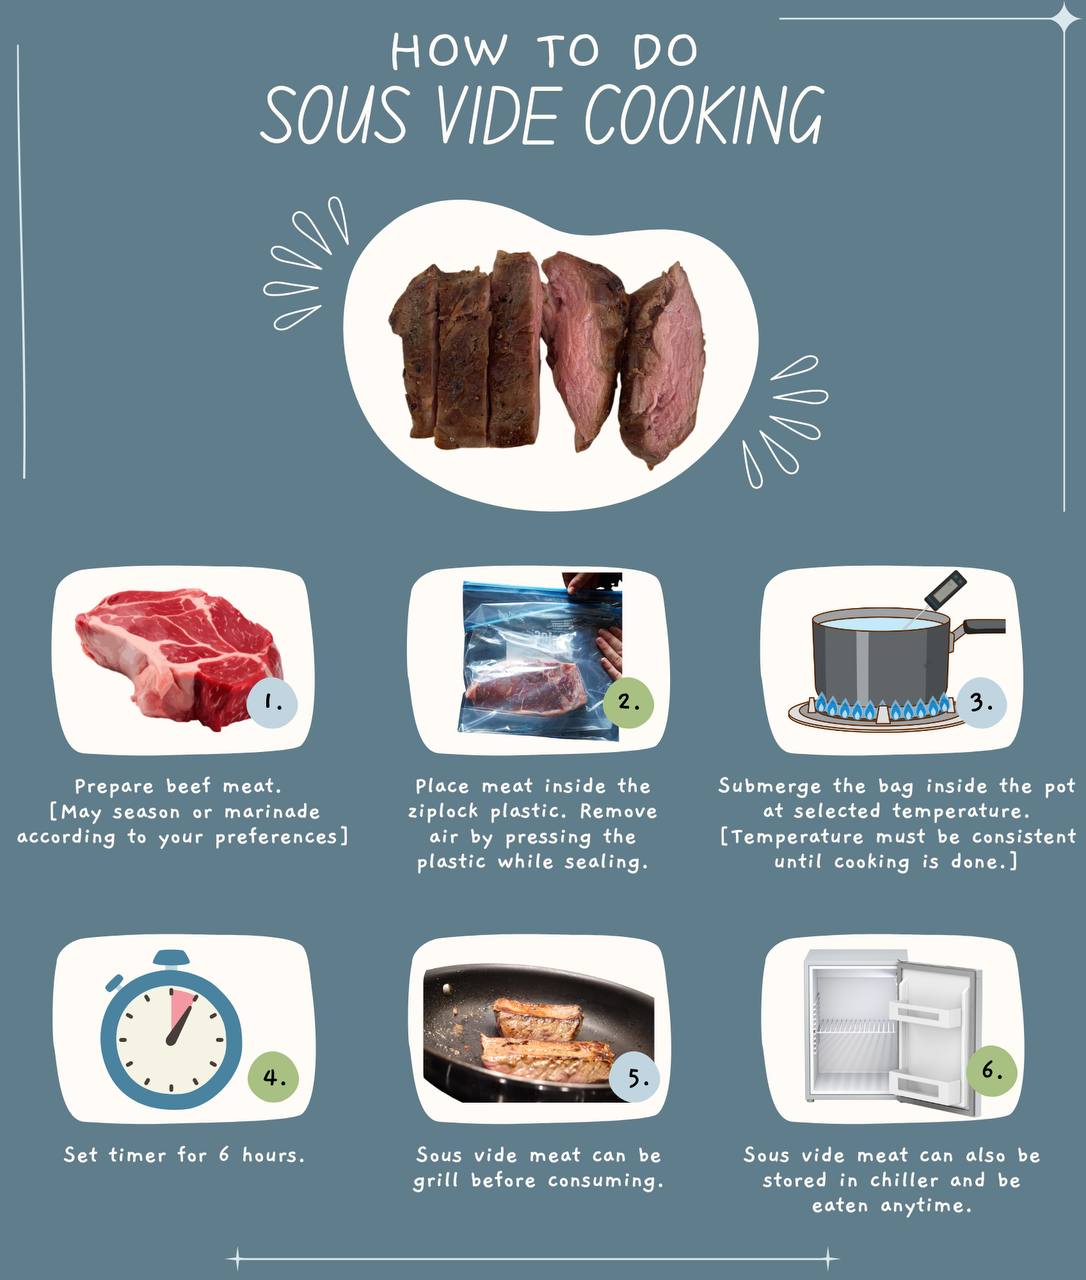 HOW TO DO
SOUS VIDE COOKING
1.
Prepare beef meat.
[May season or marinade
according to your preferences]
2.
Place meat inside the
ziplock plastic. Remove
air by pressing the
plastic while sealing.
3.
Submerge the bag inside the pot
at selected temperature.
[Temperature must be consistent
until cooking is done.]
4.
Set timer for 6 hours.
5.
Sous vide meat can be
grill before consuming.
6.
Sous vide meat can also be
stored in chiller and be
eaten anytime.